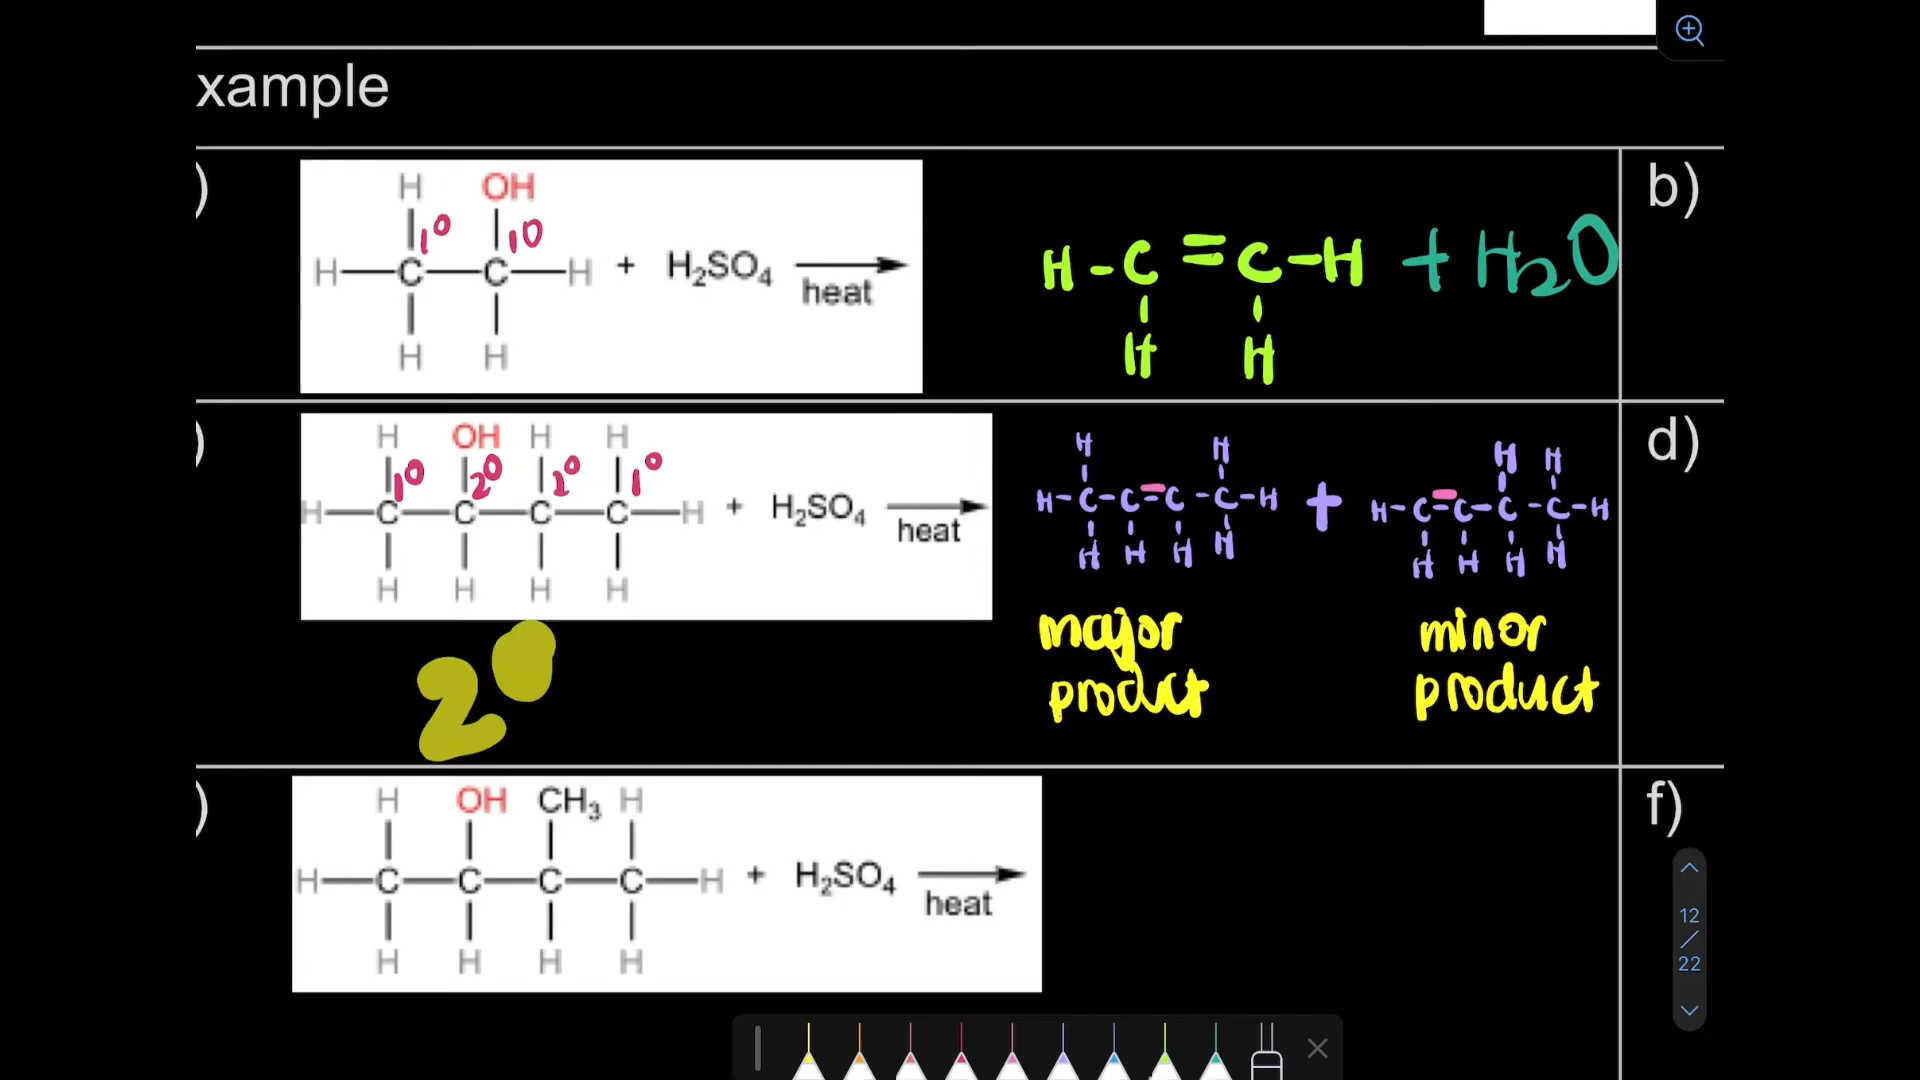 xample
)
H OH
1° 1°
H C C H + H₂SO₄ heat
H H
H-C=C-H + H₂O
H H
b)
)
H OH H H
1° 2° 2° 1°
H C C C C H + H₂SO₄ heat
H H H H
2°
H H
H-C-C=C-C-H
H H H H
+
H H
H-C=C-C-C-H
H H H H
major
product
minor
product
d)
)
H OH CH₃ H
H C C C C H + H₂SO₄ heat
H H H H
f)
12
/
22